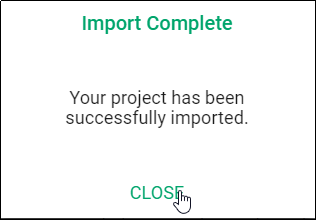 Import Complete
Your project has been
successfully imported.
CLOSE